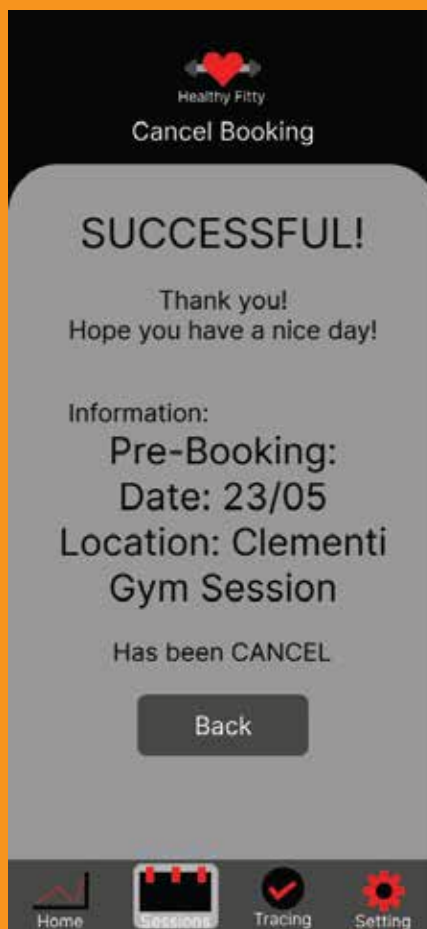 Healthy Fitty
Cancel Booking
SUCCESSFUL!
Thank you!
Hope you have a nice day!
Information:
Pre-Booking:
Date: 23/05
Location: Clementi
Gym Session
Has been CANCEL
Back
Home Sessions Tracing Setting